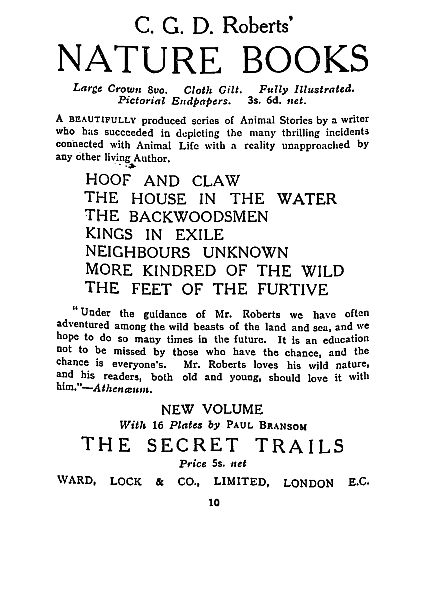 C. G. D. Roberts'
NATURE BOOKS
Large Crown 8vo. Cloth Gilt. Fully Illustrated.
Pictorial Endpapers. 3s. 6d. net.
A BEAUTIFULLY produced series of Animal Stories by a writer
who has succeeded in depicting the many thrilling incidents
connected with Animal Life with a reality unapproached by
any other living Author.
HOOF AND CLAW
THE HOUSE IN THE WATER
THE BACKWOODSMEN
KINGS IN EXILE
NEIGHBOURS UNKNOWN
MORE KINDRED OF THE WILD
THE FEET OF THE FURTIVE
"Under the guidance of Mr. Roberts we have often
adventured among the wild beasts of the land and sea, and we
hope to do so many times in the future. It is an education
not to be missed by those who have the chance, and the
chance is everyone's. Mr. Roberts loves his wild nature,
and his readers, both old and young, should love it with
him."—Athenæum.
NEW VOLUME
With 16 Plates by PAUL BRANSOM
THE SECRET TRAILS
Price 5s. net
WARD, LOCK & CO., LIMITED, LONDON E.C.
10